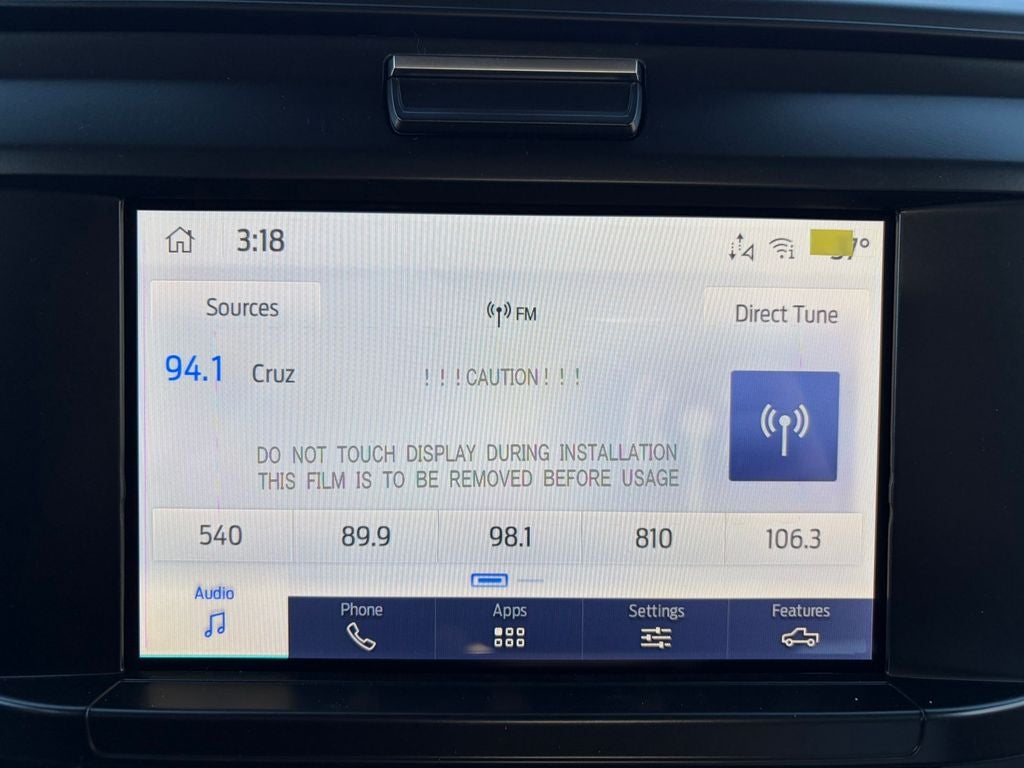 3:18
Sources
FM
Direct Tune
94.1 Cruz
! ! ! CAUTION ! ! !
DO NOT TOUCH DISPLAY DURING INSTALLATION
THIS FILM IS TO BE REMOVED BEFORE USAGE
540 89.9 98.1 810 106.3
Audio Phone Apps Settings Features